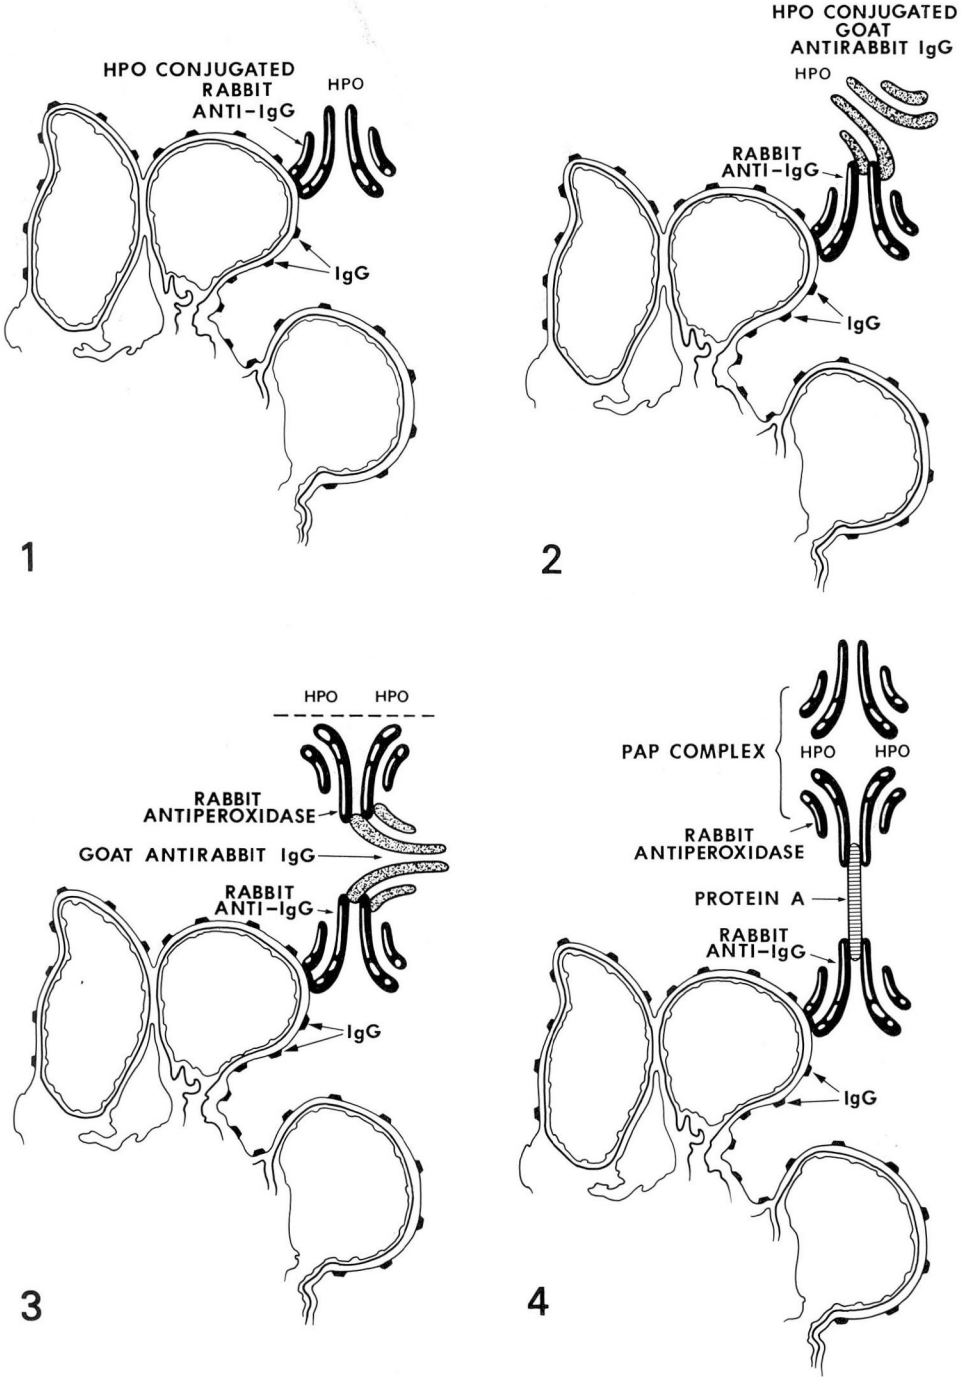 HPO CONJUGATED
RABBIT
ANTI-IgG
HPO
IgG
1
HPO CONJUGATED
GOAT
ANTIRABBIT IgG
HPO
RABBIT
ANTI-IgG
IgG
2
HPO HPO
RABBIT
ANTIPEROXIDASE
GOAT ANTIRABBIT IgG
RABBIT
ANTI-IgG
IgG
3
PAP COMPLEX
HPO HPO
RABBIT
ANTIPEROXIDASE
PROTEIN A
RABBIT
ANTI-IgG
IgG
4